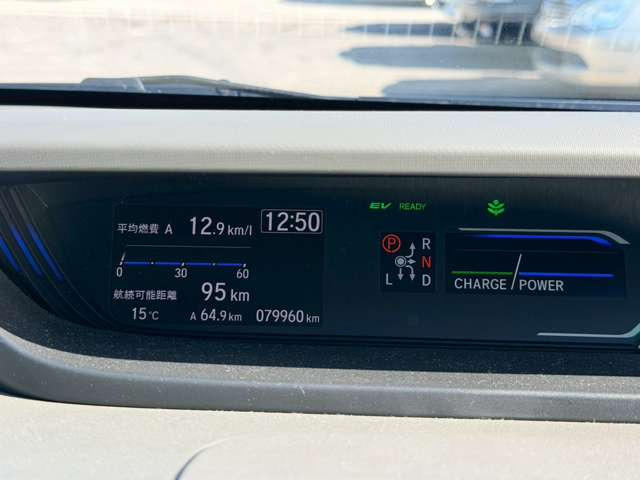 平均燃費 A 12.9 km/l 12:50
0 30 60
航続可能距離 95 km
15℃ A 64.9 km 079960 km
EV READY
P R
N
L D
CHARGE POWER